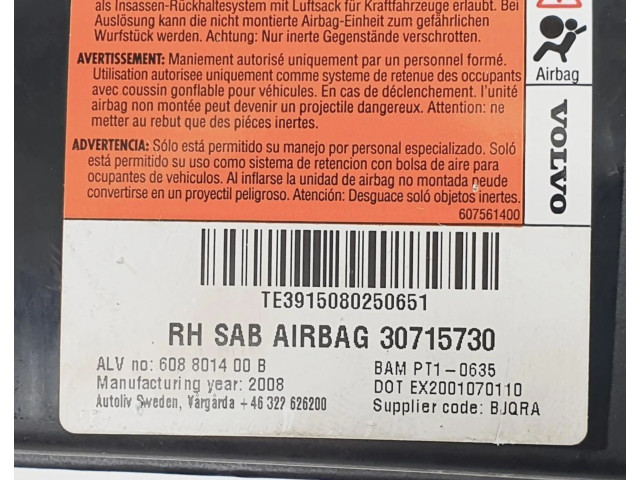 als Insassen-Rückhaltesystem mit Luftsack für Kraftfahrzeuge erlaubt. Bei
Auslösung kann die nicht montierte Airbag-Einheit zum gefährlichen
Wurfstück werden. Achtung: Nur inerte Gegenstände verschrotten.
AVERTISSEMENT: Maniement autorisé uniquement par un personnel formé.
Utilisation autorisee uniquement comme systeme de retenue des occupants
avec coussin gonflable pour véhicules. En cas de déclenchement. l'unité
airbag non montée peut devenir un projectile dangereux. Attention: ne
metter au rebut que des piéces inertes.
ADVERTENCIA: Sólo está permitido su manejo por personal especializado. Soló
está permitido su uso como sistema de retencion con bolsa de aire para
ocupantes de vehiculos. Al inflarse la unidad de airbag no montada puede
convertirse en un proyectil peligroso. Atención: Desguace soló objetos inertes.
607561400
Airbag
VOLVO
TE3915080250651
RH SAB AIRBAG 30715730
ALV no: 608 8014 00 B
BAM PT1-0635
Manufacturing year: 2008
DOT EX2001070110
Autoliv Sweden, Vårgårda +46 322 626200
Supplier code: BJQRA